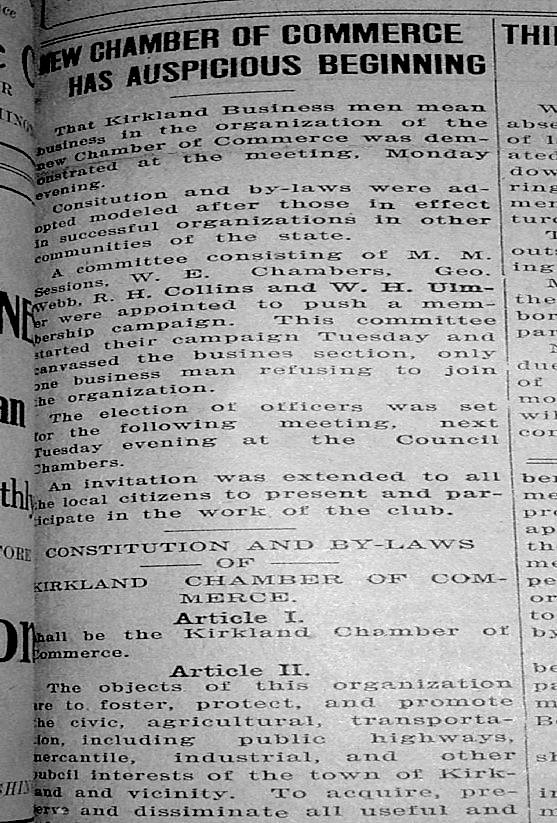 NEW CHAMBER OF COMMERCE
HAS AUSPICIOUS BEGINNING
That Kirkland Business men mean
business in the organization of the
new Chamber of Commerce was dem-
onstrated at the meeting, Monday
evening.
Consitution and by-laws were ad-
opted modeled after those in effect
in successful organizations in other
communities of the state.
A committee consisting of M. M.
Sessions, W. E. Chambers, Geo.
Webb, R. H. Collins and W. H. Ulm-
er were appointed to push a mem-
bership campaign. This committee
started their campaign Tuesday and
canvassed the busines section, only
one business man refusing to join
the organization.
The election of officers was set
for the following meeting, next
Tuesday evening at the Council
Chambers.
An invitation was extended to all
the local citizens to present and par-
ticipate in the work of the club.
CONSTITUTION AND BY-LAWS
OF
KIRKLAND CHAMBER OF COM-
MERCE.
Article I.
hall be the Kirkland Chamber of
Commerce.
Article II.
The objects of this organization
are to foster, protect, and promote
the civic, agricultural, transporta-
tion, including public highways,
mercantile, industrial, and other
pubcil interests of the town of Kirk-
land and vicinity. To acquire, pre-
serve and dissiminate all useful and